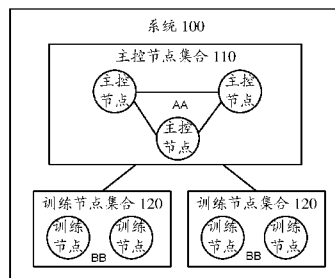 系统 100
主控节点集合 110
主控
节点
主控
节点
AA
主控
节点
训练节点集合 120
训练
节点
训练
节点
BB
训练节点集合 120
训练
节点
训练
节点
BB